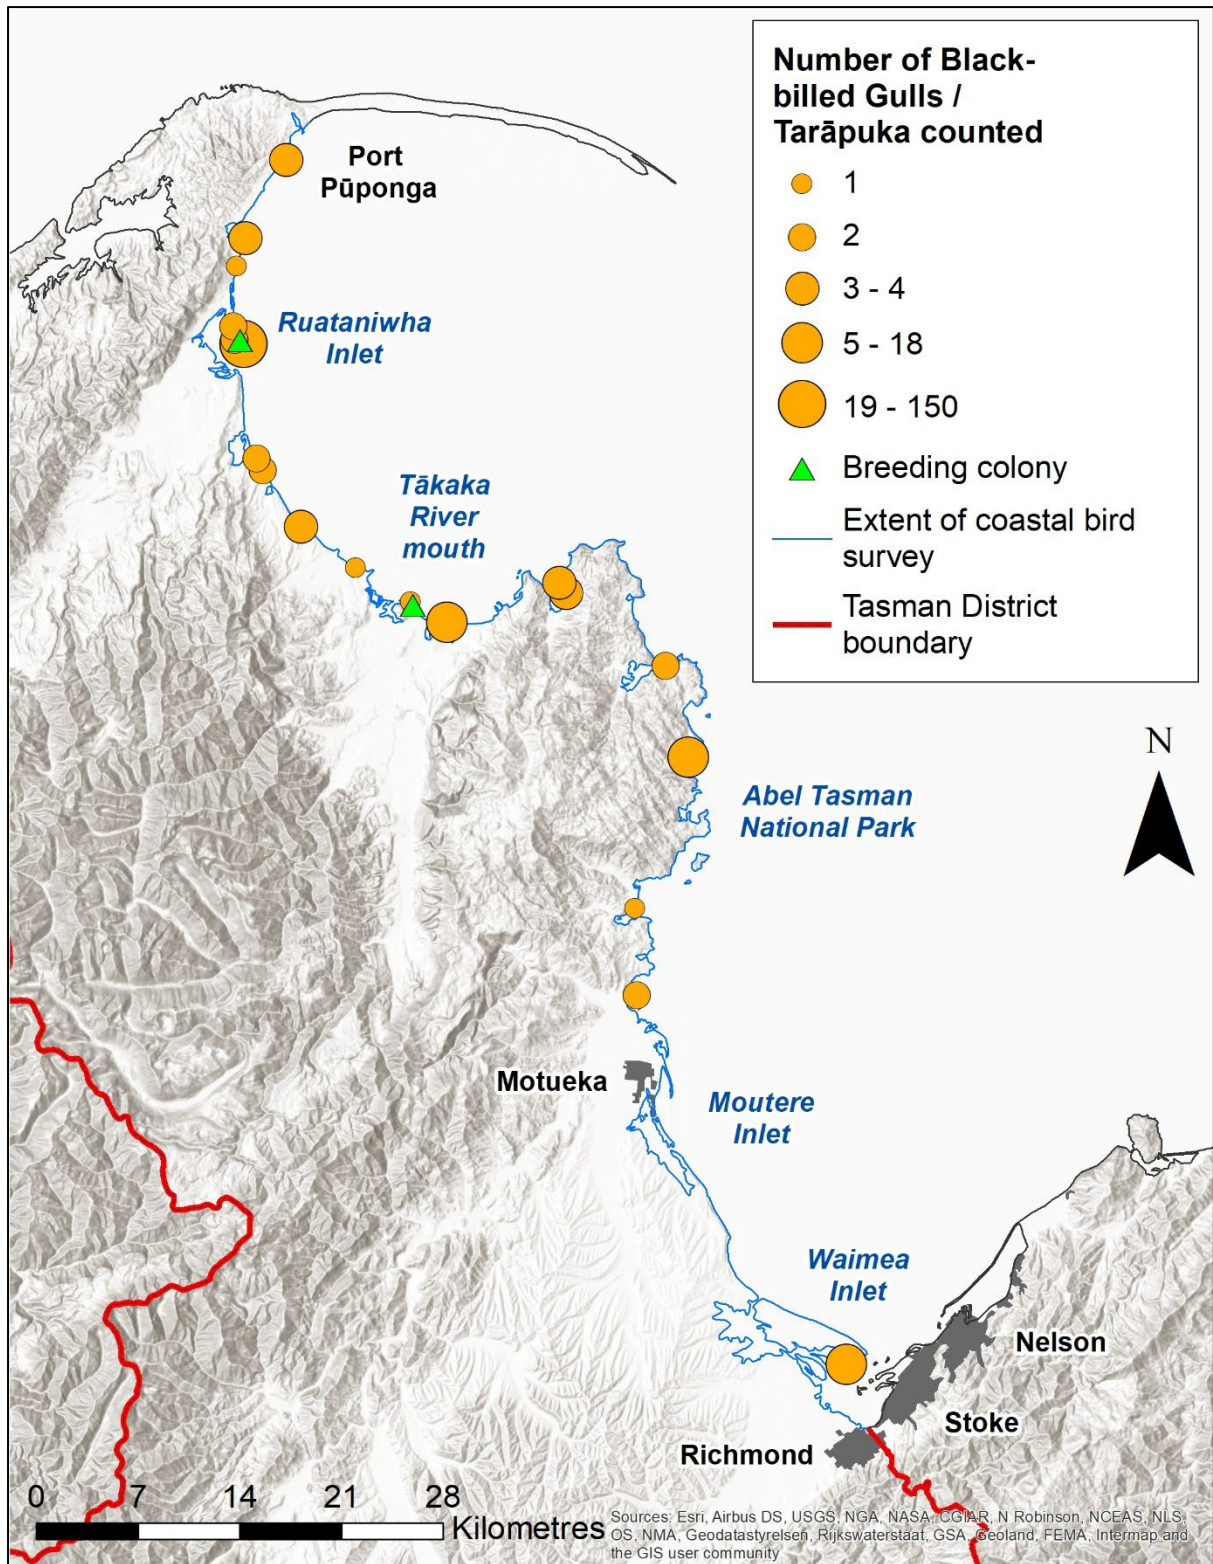 Number of Black-
billed Gulls /
Tarāpuka counted
1
2
3 - 4
5 - 18
19 - 150
Breeding colony
Extent of coastal bird
survey
Tasman District
boundary
Port
Pūponga
Ruataniwha
Inlet
Tākaka
River
mouth
N
Abel Tasman
National Park
Motueka
Moutere
Inlet
Waimea
Inlet
Nelson
Stoke
Richmond
0 7 14 21 28
Kilometres
Sources: Esri, Airbus DS, USGS, NGA, NASA, CGIAR, N Robinson, NCEAS, NLS,
OS, NMA, Geodatastyrelsen, Rijkswaterstaat, GSA, Geoland, FEMA, Intermap and
the GIS user community